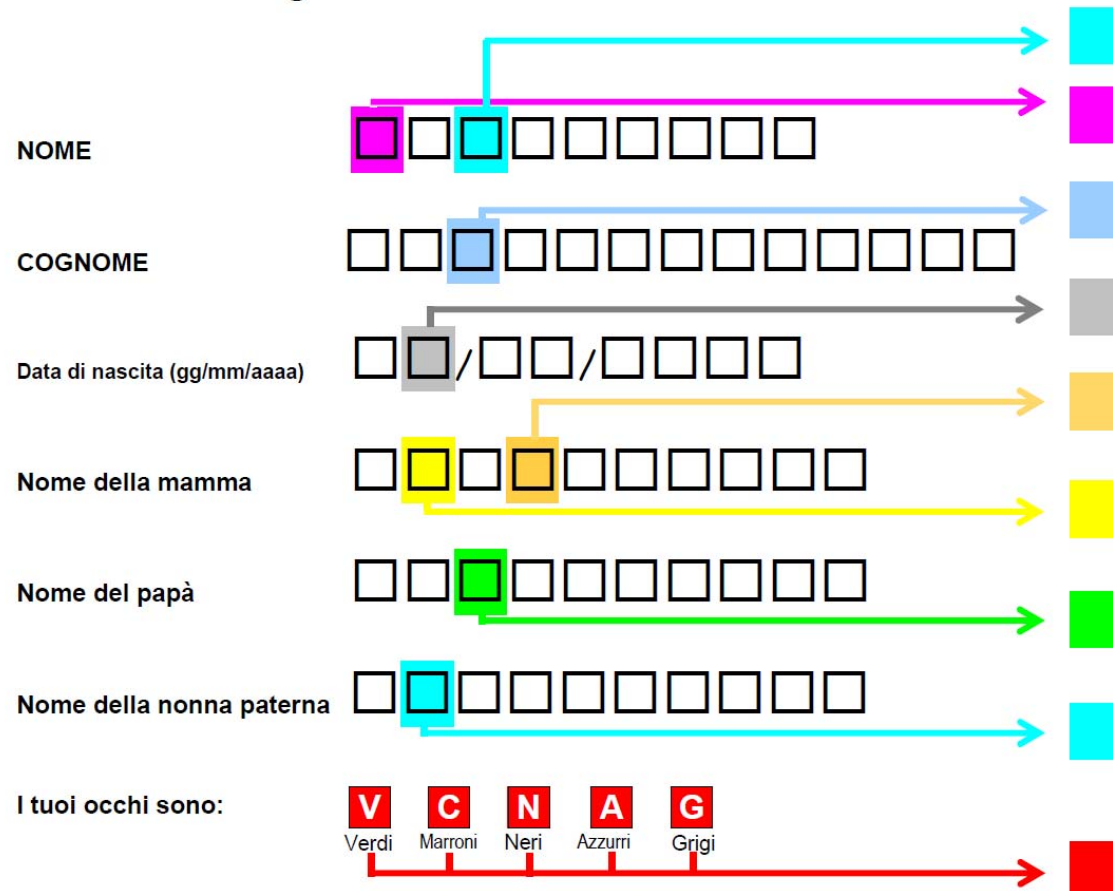 NOME
COGNOME
Data di nascita (gg/mm/aaaa)
/ /
Nome della mamma
Nome del papà
Nome della nonna paterna
I tuoi occhi sono:
V C N A G
Verdi Marroni Neri Azzurri Grigi